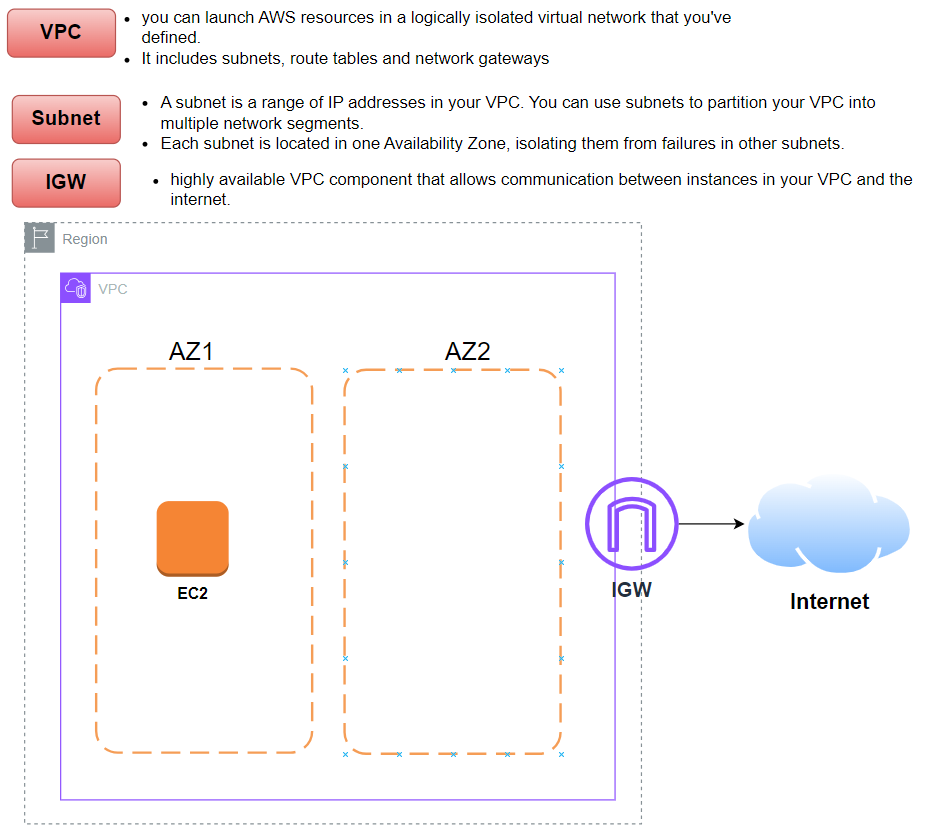 VPC
you can launch AWS resources in a logically isolated virtual network that you've
defined.
It includes subnets, route tables and network gateways
Subnet
A subnet is a range of IP addresses in your VPC. You can use subnets to partition your VPC into
multiple network segments.
Each subnet is located in one Availability Zone, isolating them from failures in other subnets.
IGW
highly available VPC component that allows communication between instances in your VPC and the
internet.
Region
VPC
AZ1
AZ2
EC2
IGW
Internet